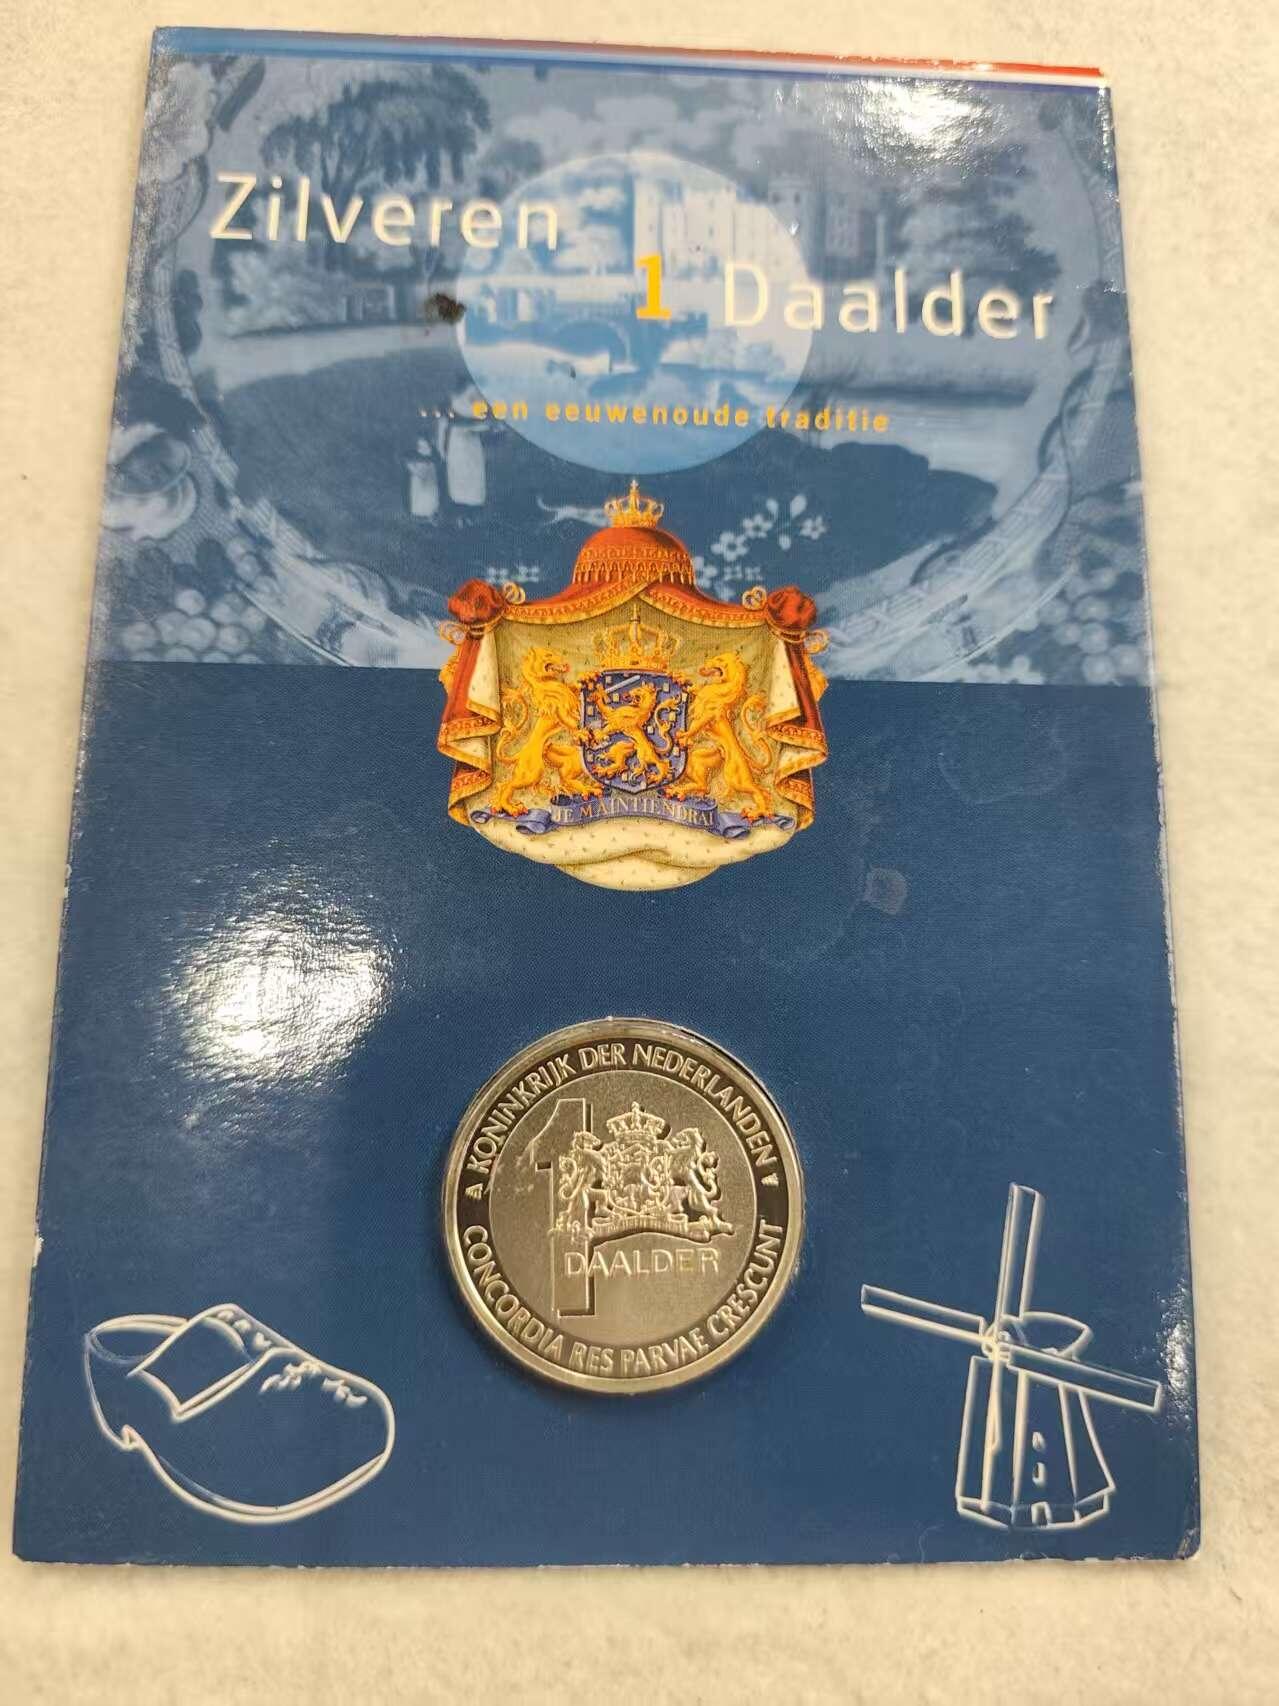 Zilveren
1 Daalder
... een eeuwenoude traditie
JE MAINTIENDRAI
KONINKRIJK DER NEDERLANDEN
1
DAALDER
CONCORDIA RES PARVAE CRESCUNT